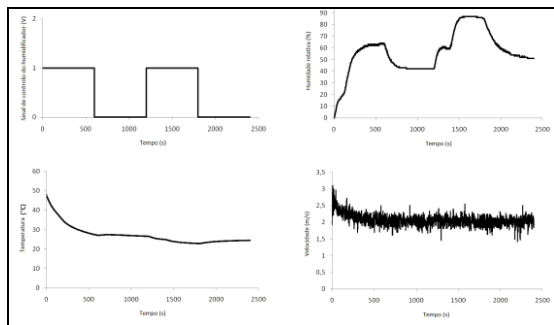 Sinal de controlo do humidificador (V)
2
1
0
0 500 1000 1500 2000 2500
Tempo (s)
Humidade relativa (%)
90
80
70
60
50
40
30
20
10
0
0 500 1000 1500 2000 2500
Tempo (s)
Temperatura (°C)
60
50
40
30
20
10
0
0 500 1000 1500 2000 2500
Tempo (s)
Velocidade (m/s)
3,5
3
2,5
2
1,5
1
0,5
0
0 500 1000 1500 2000 2500
Tempo (s)